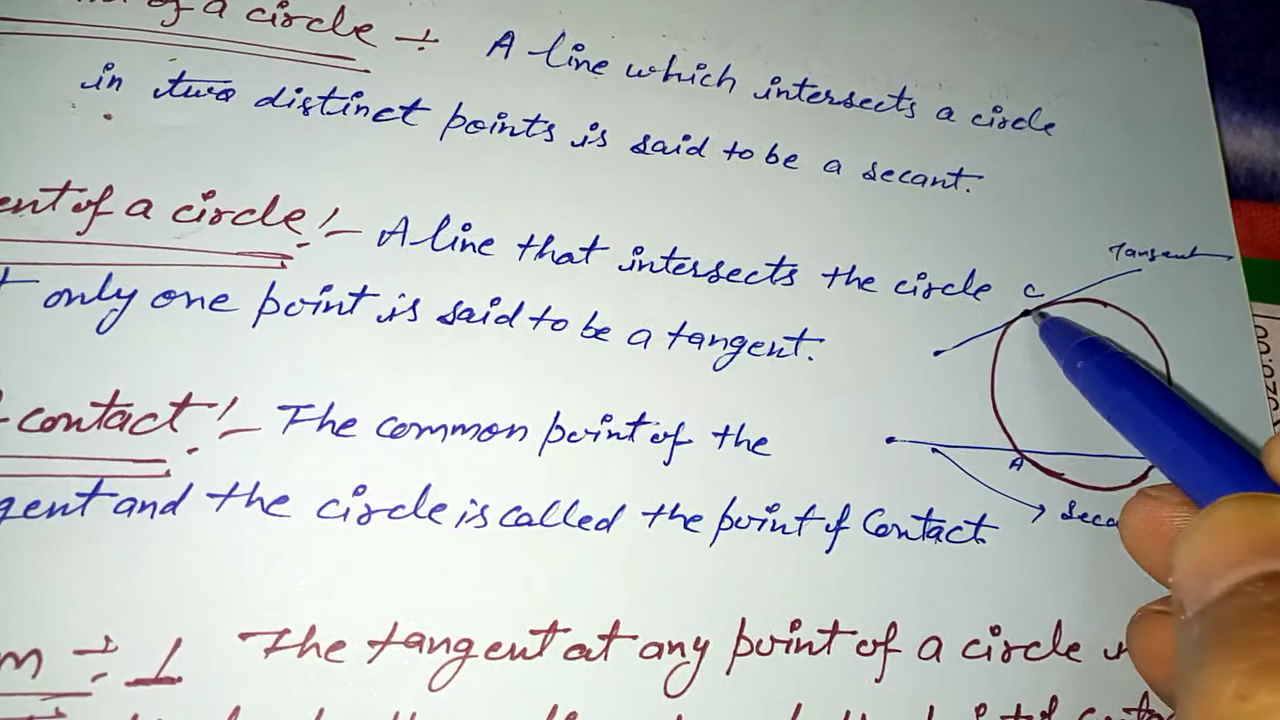 of a circle ÷ A line which intersects a circle
in two distinct points is said to be a secant.
ent of a circle :- A line that intersects the circle
only one point is said to be a tangent.
Tangent
C
A
Seca
contact :- The common point of the
gent and the circle is called the point of Contact.
m ÷ 1 The tangent at any point of a circle